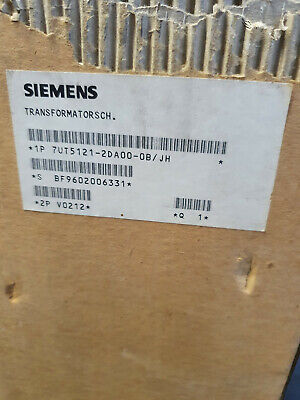 SIEMENS
TRANSFORMATORSCH.
*1P 7UT5121-2DA00-0B/JH *
*S BF9602006331*
*2P V0212* *Q 1*